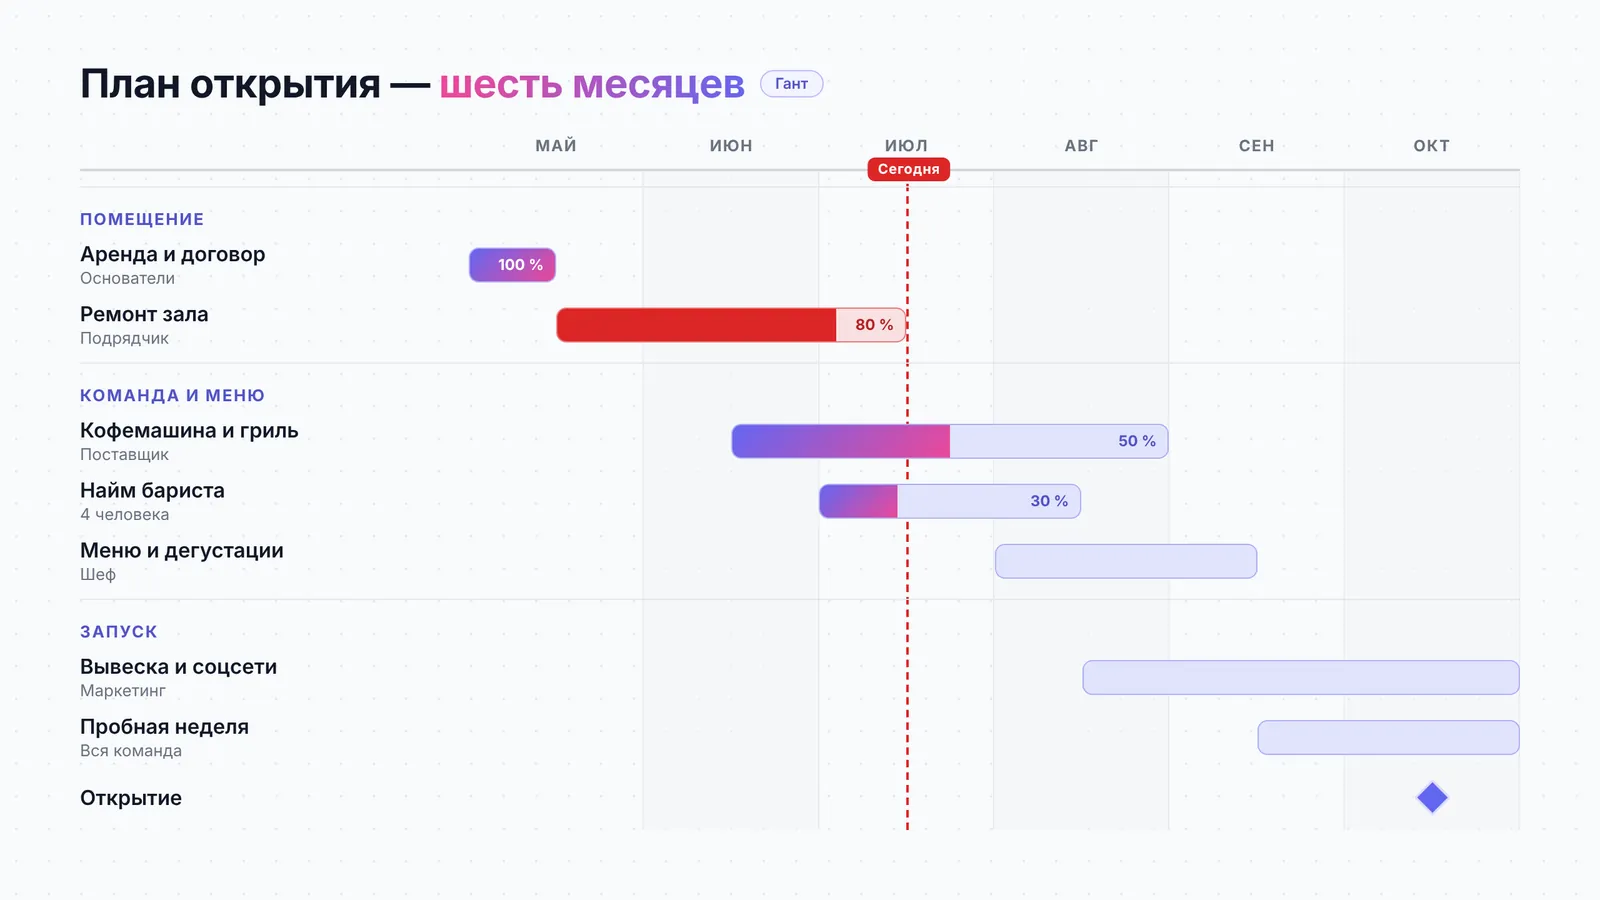 План открытия — шесть месяцев
Гант
МАЙ ИЮН ИЮЛ АВГ СЕН ОКТ
Сегодня
ПОМЕЩЕНИЕ
Аренда и договор
Основатели
100 %
Ремонт зала
Подрядчик
80 %
КОМАНДА И МЕНЮ
Кофемашина и гриль
Поставщик
50 %
Найм бариста
4 человека
30 %
Меню и дегустации
Шеф
ЗАПУСК
Вывеска и соцсети
Маркетинг
Пробная неделя
Вся команда
Открытие